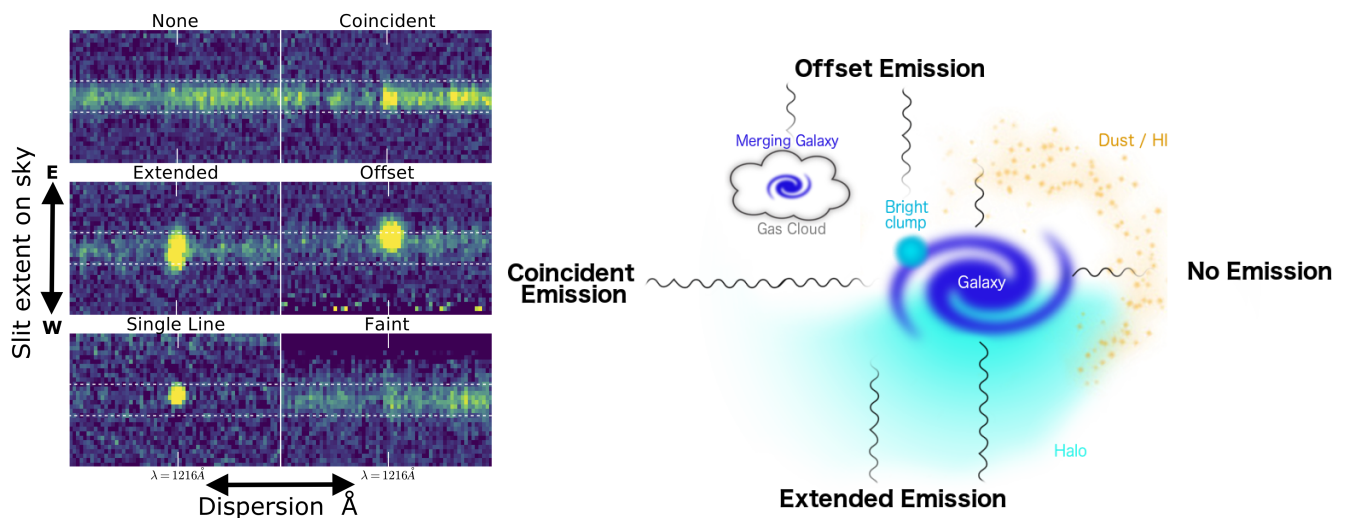 None
Coincident
Slit extent on sky
E
W
Extended
Offset
Single Line
Faint
λ = 1216Å
λ = 1216Å
Dispersion Å
Offset Emission
Merging Galaxy
Gas Cloud
Bright
clump
Dust / HI
Coincident
Emission
Galaxy
No Emission
Halo
Extended Emission